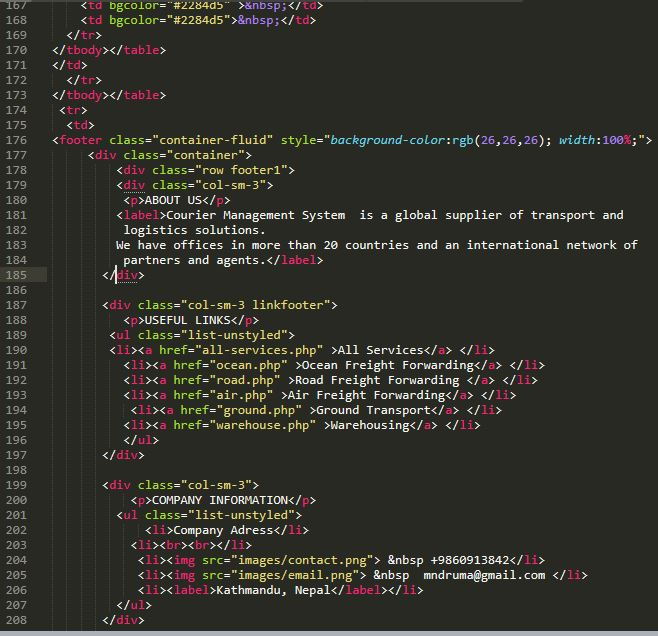 167 <td bgcolor="#2284d5" >&nbsp;</td>
168 <td bgcolor="#2284d5">&nbsp;</td>
169 </tr>
170 </tbody></table>
171 </td>
172 </tr>
173 </tbody></table>
174 <tr>
175 <td>
176 <footer class="container-fluid" style="background-color:rgb(26,26,26); width:100%;">
177 <div class="container">
178 <div class="row footer1">
179 <div class="col-sm-3">
180 <p>ABOUT US</p>
181 <label>Courier Management System  is a global supplier of transport and
182 logistics solutions.
183 We have offices in more than 20 countries and an international network of
184 partners and agents.</label>
185 </div>
186
187 <div class="col-sm-3 linkfooter">
188 <p>USEFUL LINKS</p>
189 <ul class="list-unstyled">
190 <li><a href="all-services.php" >All Services</a> </li>
191 <li><a href="ocean.php" >Ocean Freight Forwarding</a> </li>
192 <li><a href="road.php" >Road Freight Forwarding </a> </li>
193 <li><a href="air.php" >Air Freight Forwarding</a> </li>
194 <li><a href="ground.php" >Ground Transport</a> </li>
195 <li><a href="warehouse.php" >Warehousing</a> </li>
196 </ul>
197 </div>
198
199 <div class="col-sm-3">
200 <p>COMPANY INFORMATION</p>
201 <ul class="list-unstyled">
202 <li>Company Adress</li>
203 <li><br><br></li>
204 <li><img src="images/contact.png"> &nbsp +9860913842</li>
205 <li><img src="images/email.png"> &nbsp  mndruma@gmail.com </li>
206 <li><label>Kathmandu, Nepal</label></li>
207 </ul>
208 </div>